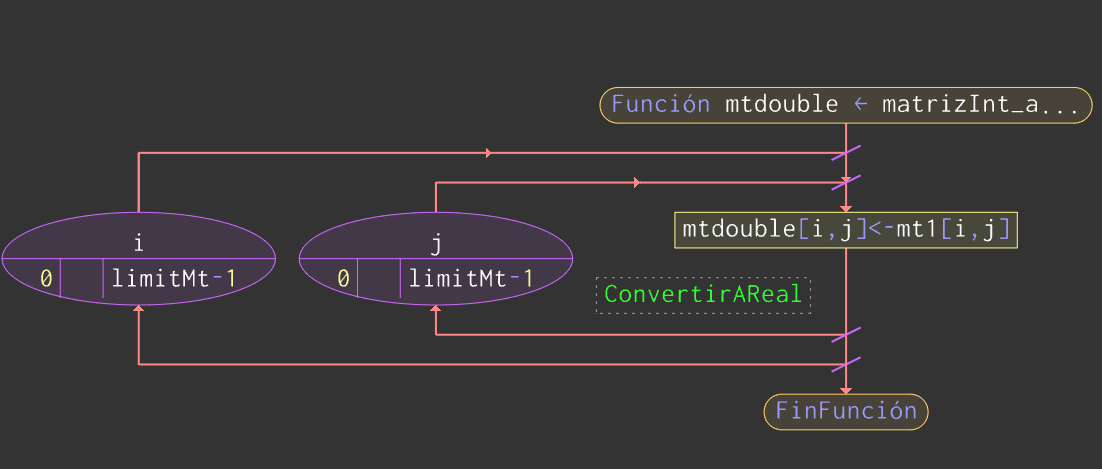 Función mtdouble ← matrizInt_a...
i
0 limitMt-1
j
0 limitMt-1
mtdouble[i,j]<-mt1[i,j]
ConvertirAReal
FinFunción